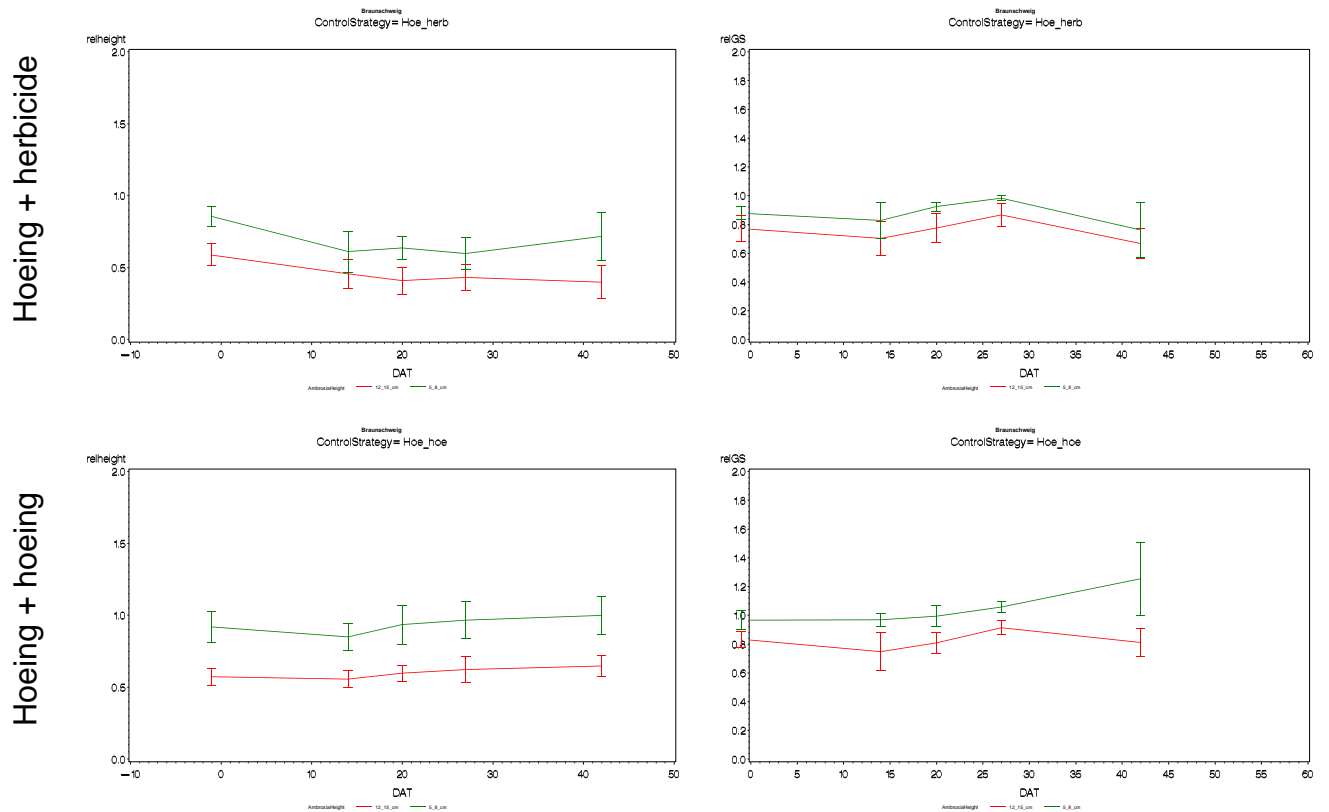 Hoeing + herbicide
Braunschweig
ControlStrategy= Hoe_herb
relheight
2.0
1.5
1.0
0.5
0.0
−10 0 10 20 30 40 50
DAT
AmbrosiaHeight 12_15_cm 5_8_cm
Braunschweig
ControlStrategy= Hoe_herb
relGS
2.0
1.8
1.6
1.4
1.2
1.0
0.8
0.6
0.4
0.2
0.0
0 5 10 15 20 25 30 35 40 45 50 55 60
DAT
AmbrosiaHeight 12_15_cm 5_8_cm
Hoeing + hoeing
Braunschweig
ControlStrategy= Hoe_hoe
relheight
2.0
1.5
1.0
0.5
0.0
−10 0 10 20 30 40 50
DAT
AmbrosiaHeight 12_15_cm 5_8_cm
Braunschweig
ControlStrategy= Hoe_hoe
relGS
2.0
1.8
1.6
1.4
1.2
1.0
0.8
0.6
0.4
0.2
0.0
0 5 10 15 20 25 30 35 40 45 50 55 60
DAT
AmbrosiaHeight 12_15_cm 5_8_cm